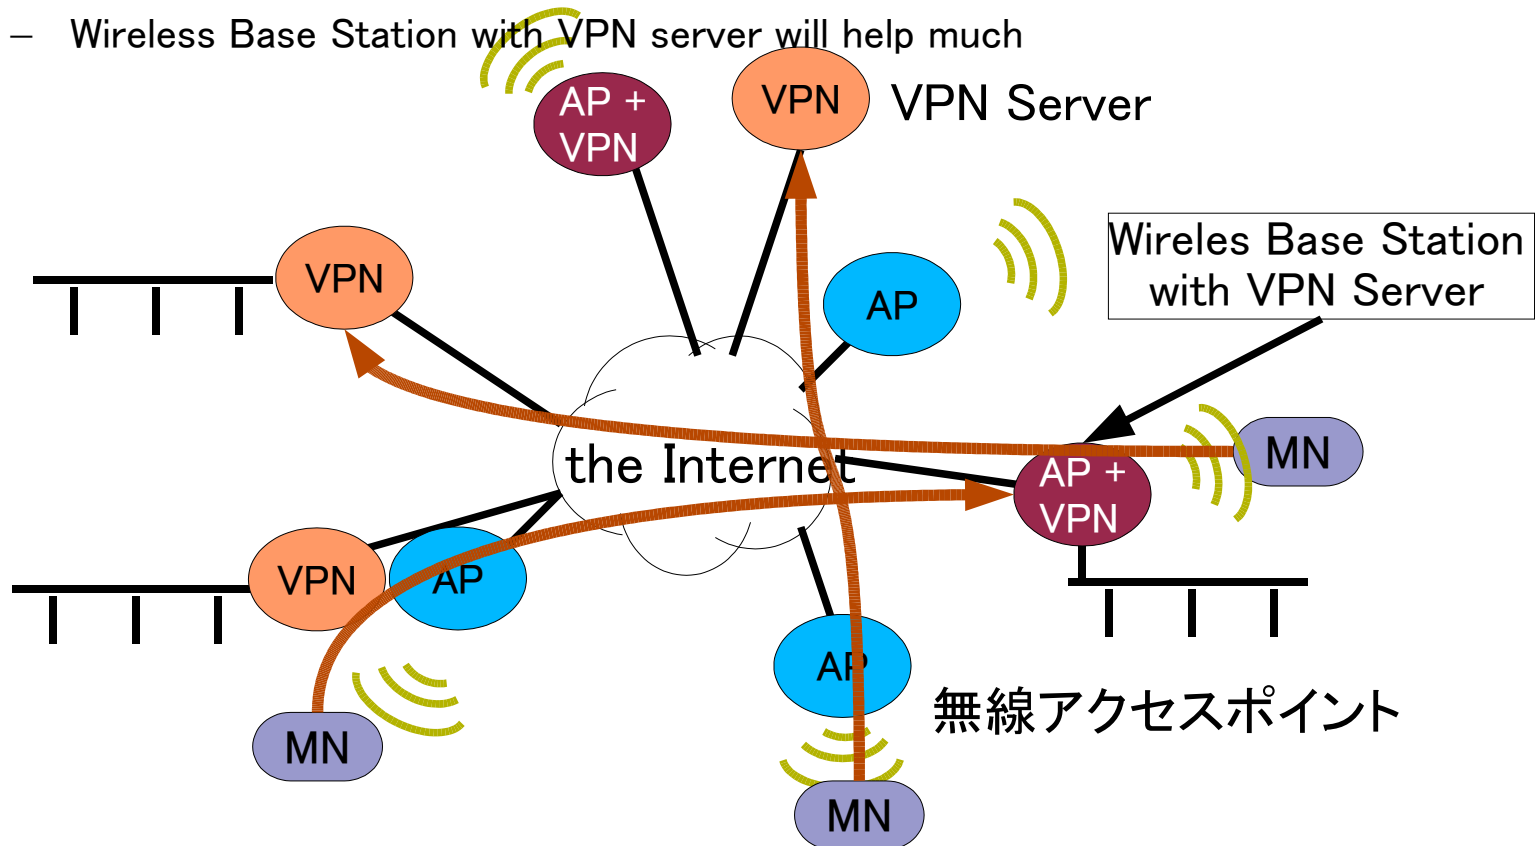 – Wireless Base Station with VPN server will help much
AP +
VPN
VPN
VPN Server
Wireles Base Station
with VPN Server
VPN
AP
the Internet
MN
AP +
VPN
VPN
AP
AP
無線アクセスポイント
MN
MN